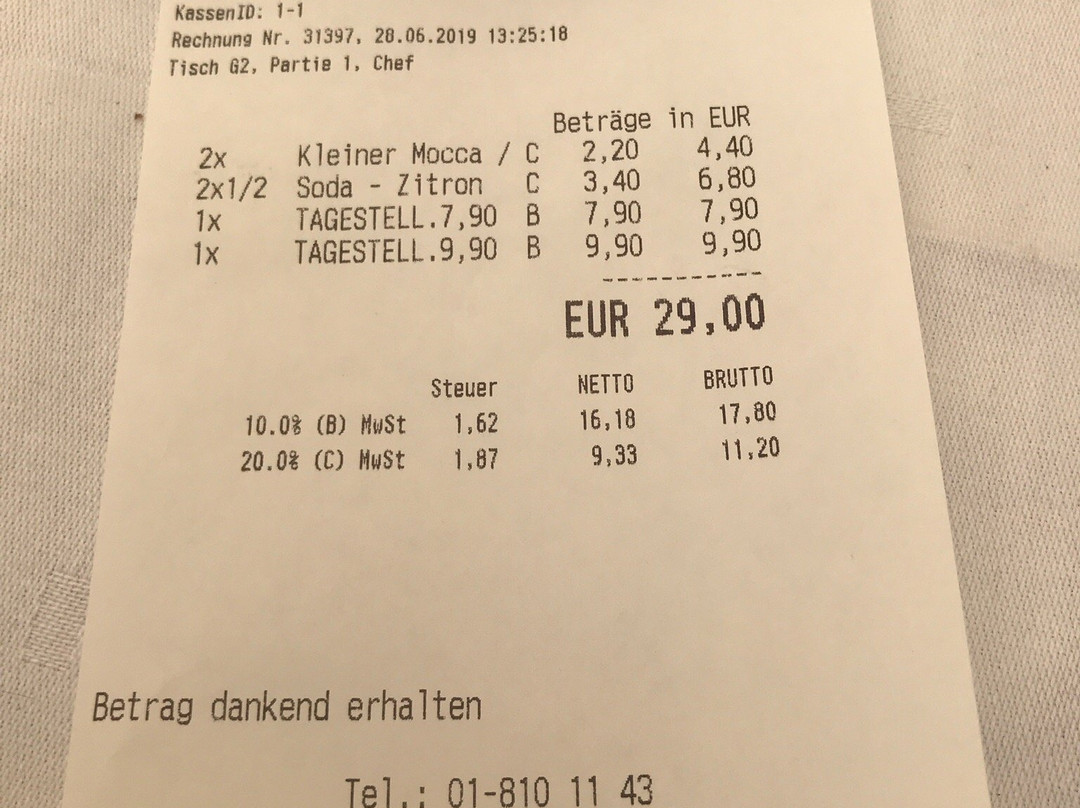 KassenID: 1-1
Rechnung Nr. 31397, 28.06.2019 13:25:18
Tisch G2, Partie 1, Chef
Beträge in EUR
2x Kleiner Mocca / C 2,20 4,40
2x1/2 Soda - Zitron C 3,40 6,80
1x TAGESTELL.7,90 B 7,90 7,90
1x TAGESTELL.9,90 B 9,90 9,90
-----------
EUR 29,00
Steuer NETTO BRUTTO
10.0% (B) MwSt 1,62 16,18 17,80
20.0% (C) MwSt 1,87 9,33 11,20
Betrag dankend erhalten
Tel.: 01-810 11 43